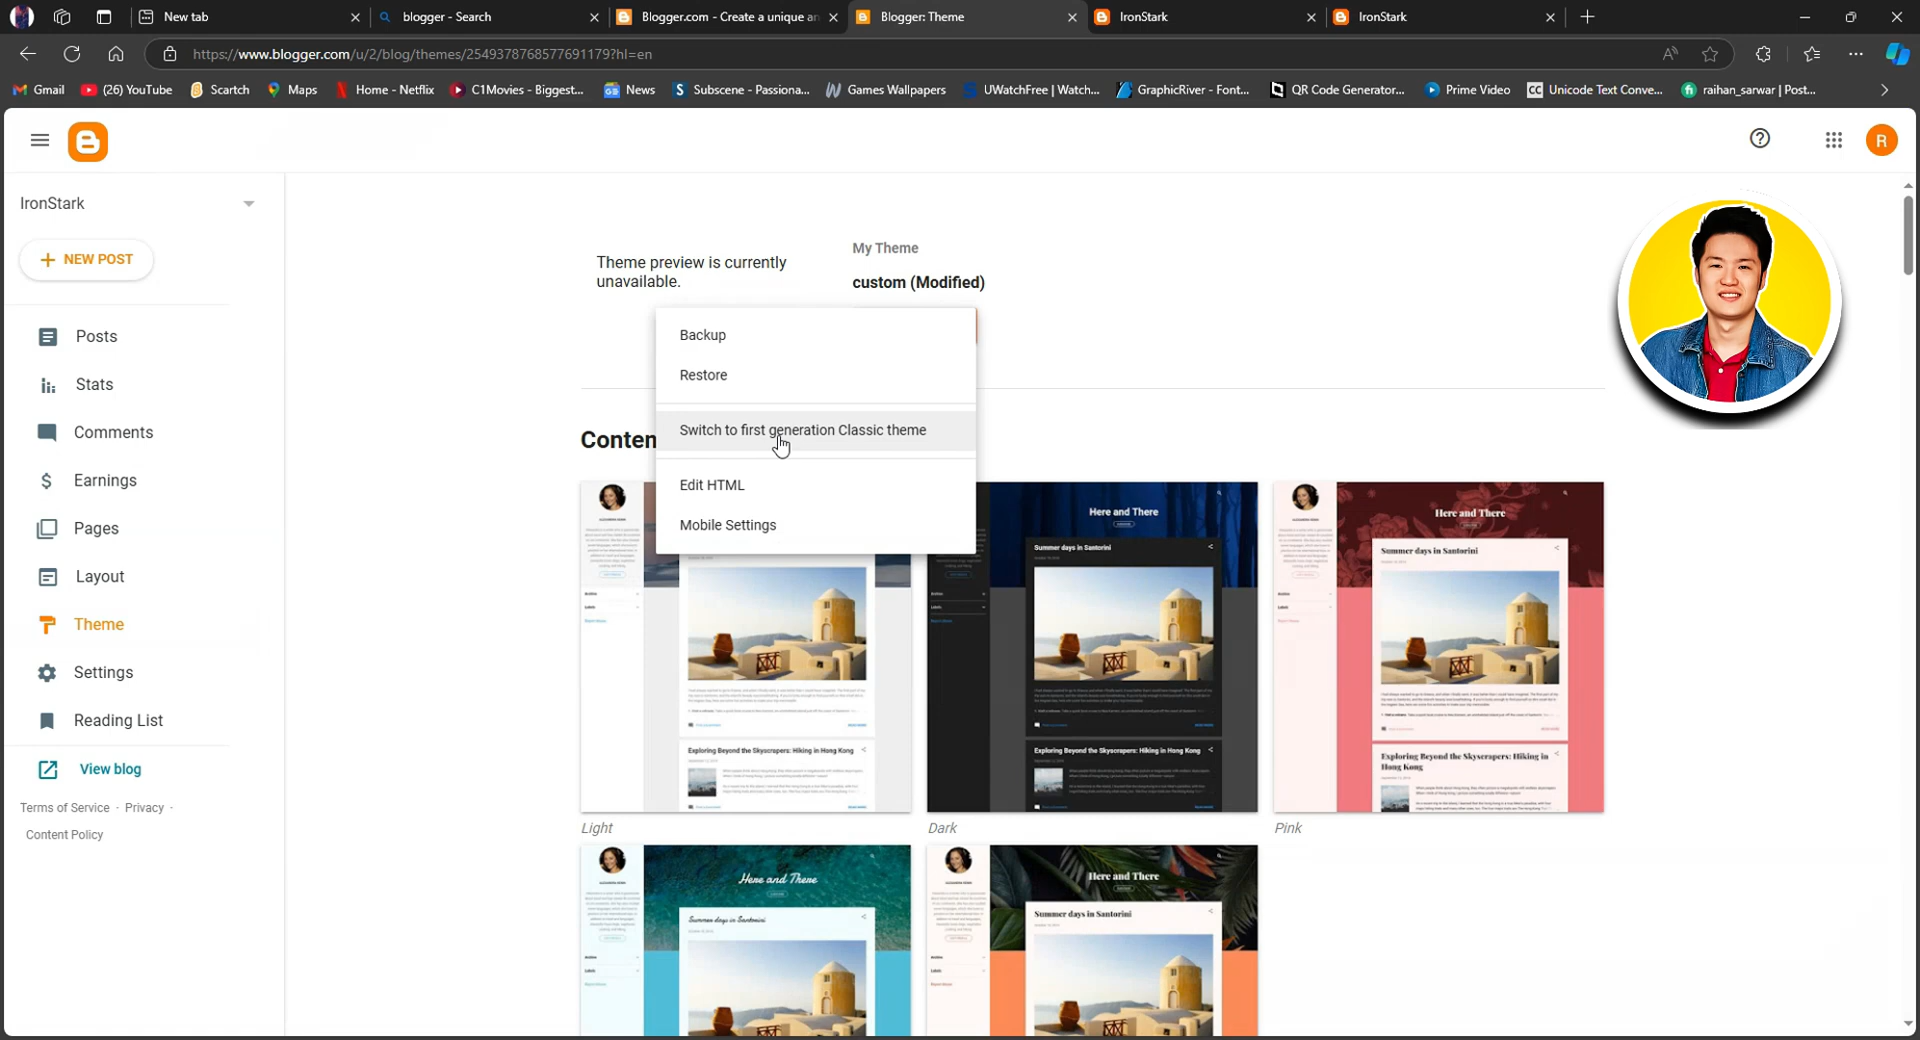 New tab
blogger - Search
Blogger.com - Create a unique an
Blogger: Theme
IronStark
IronStark
https://www.blogger.com/u/2/blog/themes/2549378768577691179?hl=en
Gmail
(26) YouTube
Scartch
Maps
Home - Netflix
C1Movies - Biggest...
News
Subscene - Passiona...
Games Wallpapers
UWatchFree | Watch...
GraphicRiver - Font...
QR Code Generator...
Prime Video
Unicode Text Conve...
raihan_sarwar | Post...
R
IronStark
NEW POST
Posts
Stats
Comments
Earnings
Pages
Layout
Theme
Settings
Reading List
View blog
Terms of Service · Privacy ·
Content Policy
Theme preview is currently
unavailable.
My Theme
custom (Modified)
Backup
Restore
Switch to first generation Classic theme
Edit HTML
Mobile Settings
Conten
Here and There
Summer days in Santorini
Exploring Beyond the Skyscrapers: Hiking in Hong Kong
Here and There
Summer days in Santorini
Exploring Beyond the Skyscrapers: Hiking in
Hong Kong
Exploring Beyond the Skyscrapers: Hiking in Hong Kong
Light
Dark
Pink
Here and There
Summer days in Santorini
Here and There
Summer days in Santorini